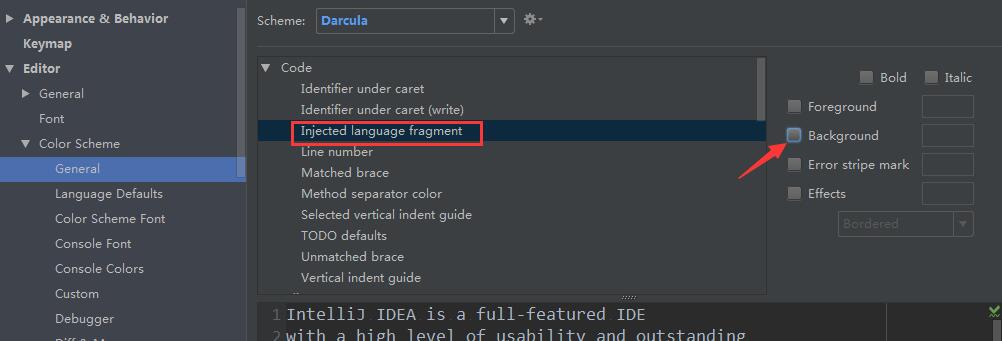 Appearance & Behavior
Keymap
Editor
General
Font
Color Scheme
General
Language Defaults
Color Scheme Font
Console Font
Console Colors
Custom
Debugger
Scheme: Darcula
Code
Identifier under caret
Identifier under caret (write)
Injected language fragment
Line number
Matched brace
Method separator color
Selected vertical indent guide
TODO defaults
Unmatched brace
Vertical indent guide
Bold Italic
Foreground
Background
Error stripe mark
Effects
Bordered
1 IntelliJ IDEA is a full-featured IDE
2 with a high level of usability and outstanding